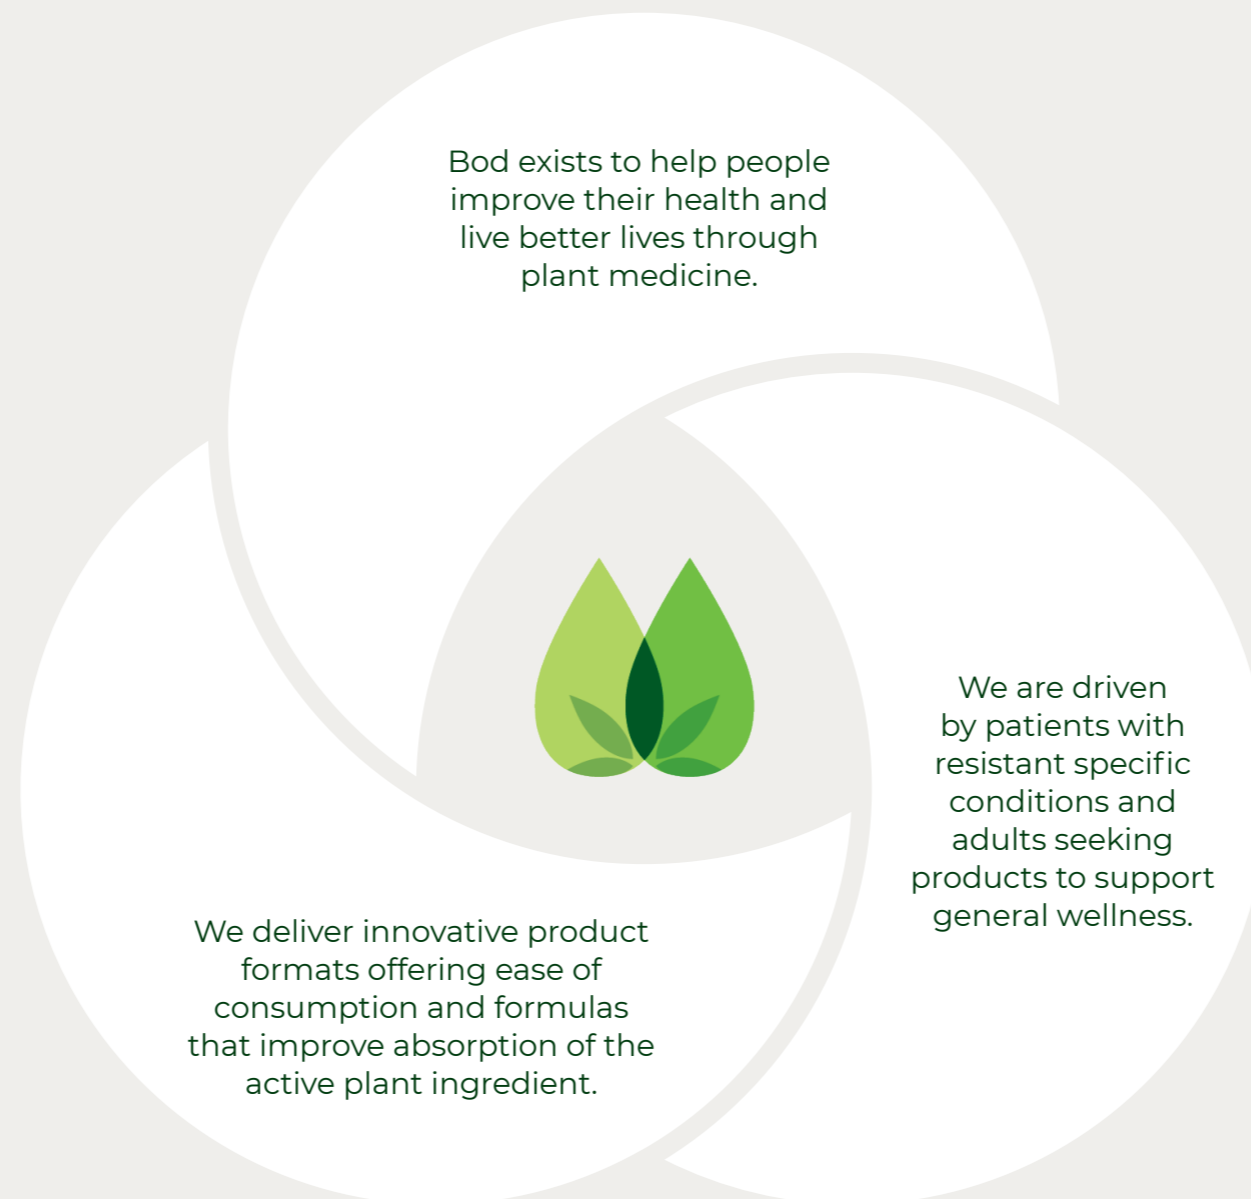 Bod exists to help people
improve their health and
live better lives through
plant medicine.
We are driven
by patients with
resistant specific
conditions and
adults seeking
products to support
general wellness.
We deliver innovative product
formats offering ease of
consumption and formulas
that improve absorption of the
active plant ingredient.